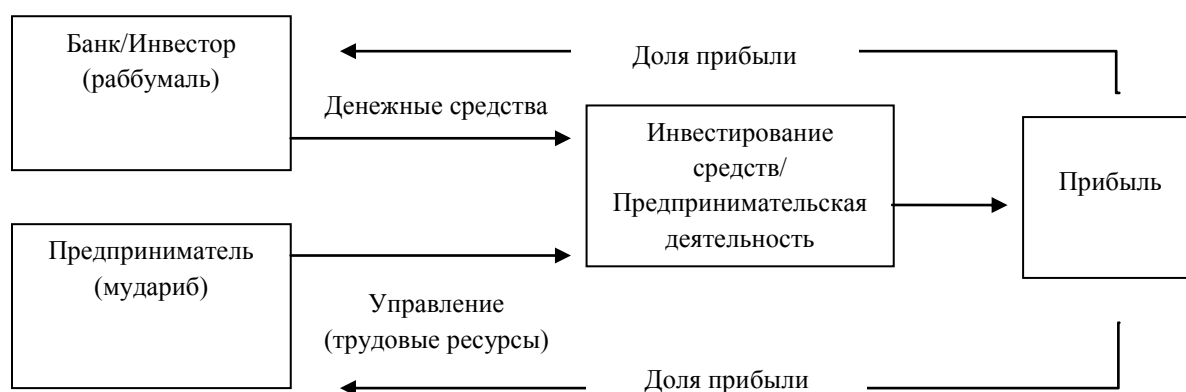 Банк/Инвестор
(раббумаль)
Доля прибыли
Денежные средства
Инвестирование
средств/
Предпринимательская
деятельность
Прибыль
Предприниматель
(мудариб)
Управление
(трудовые ресурсы)
Доля прибыли